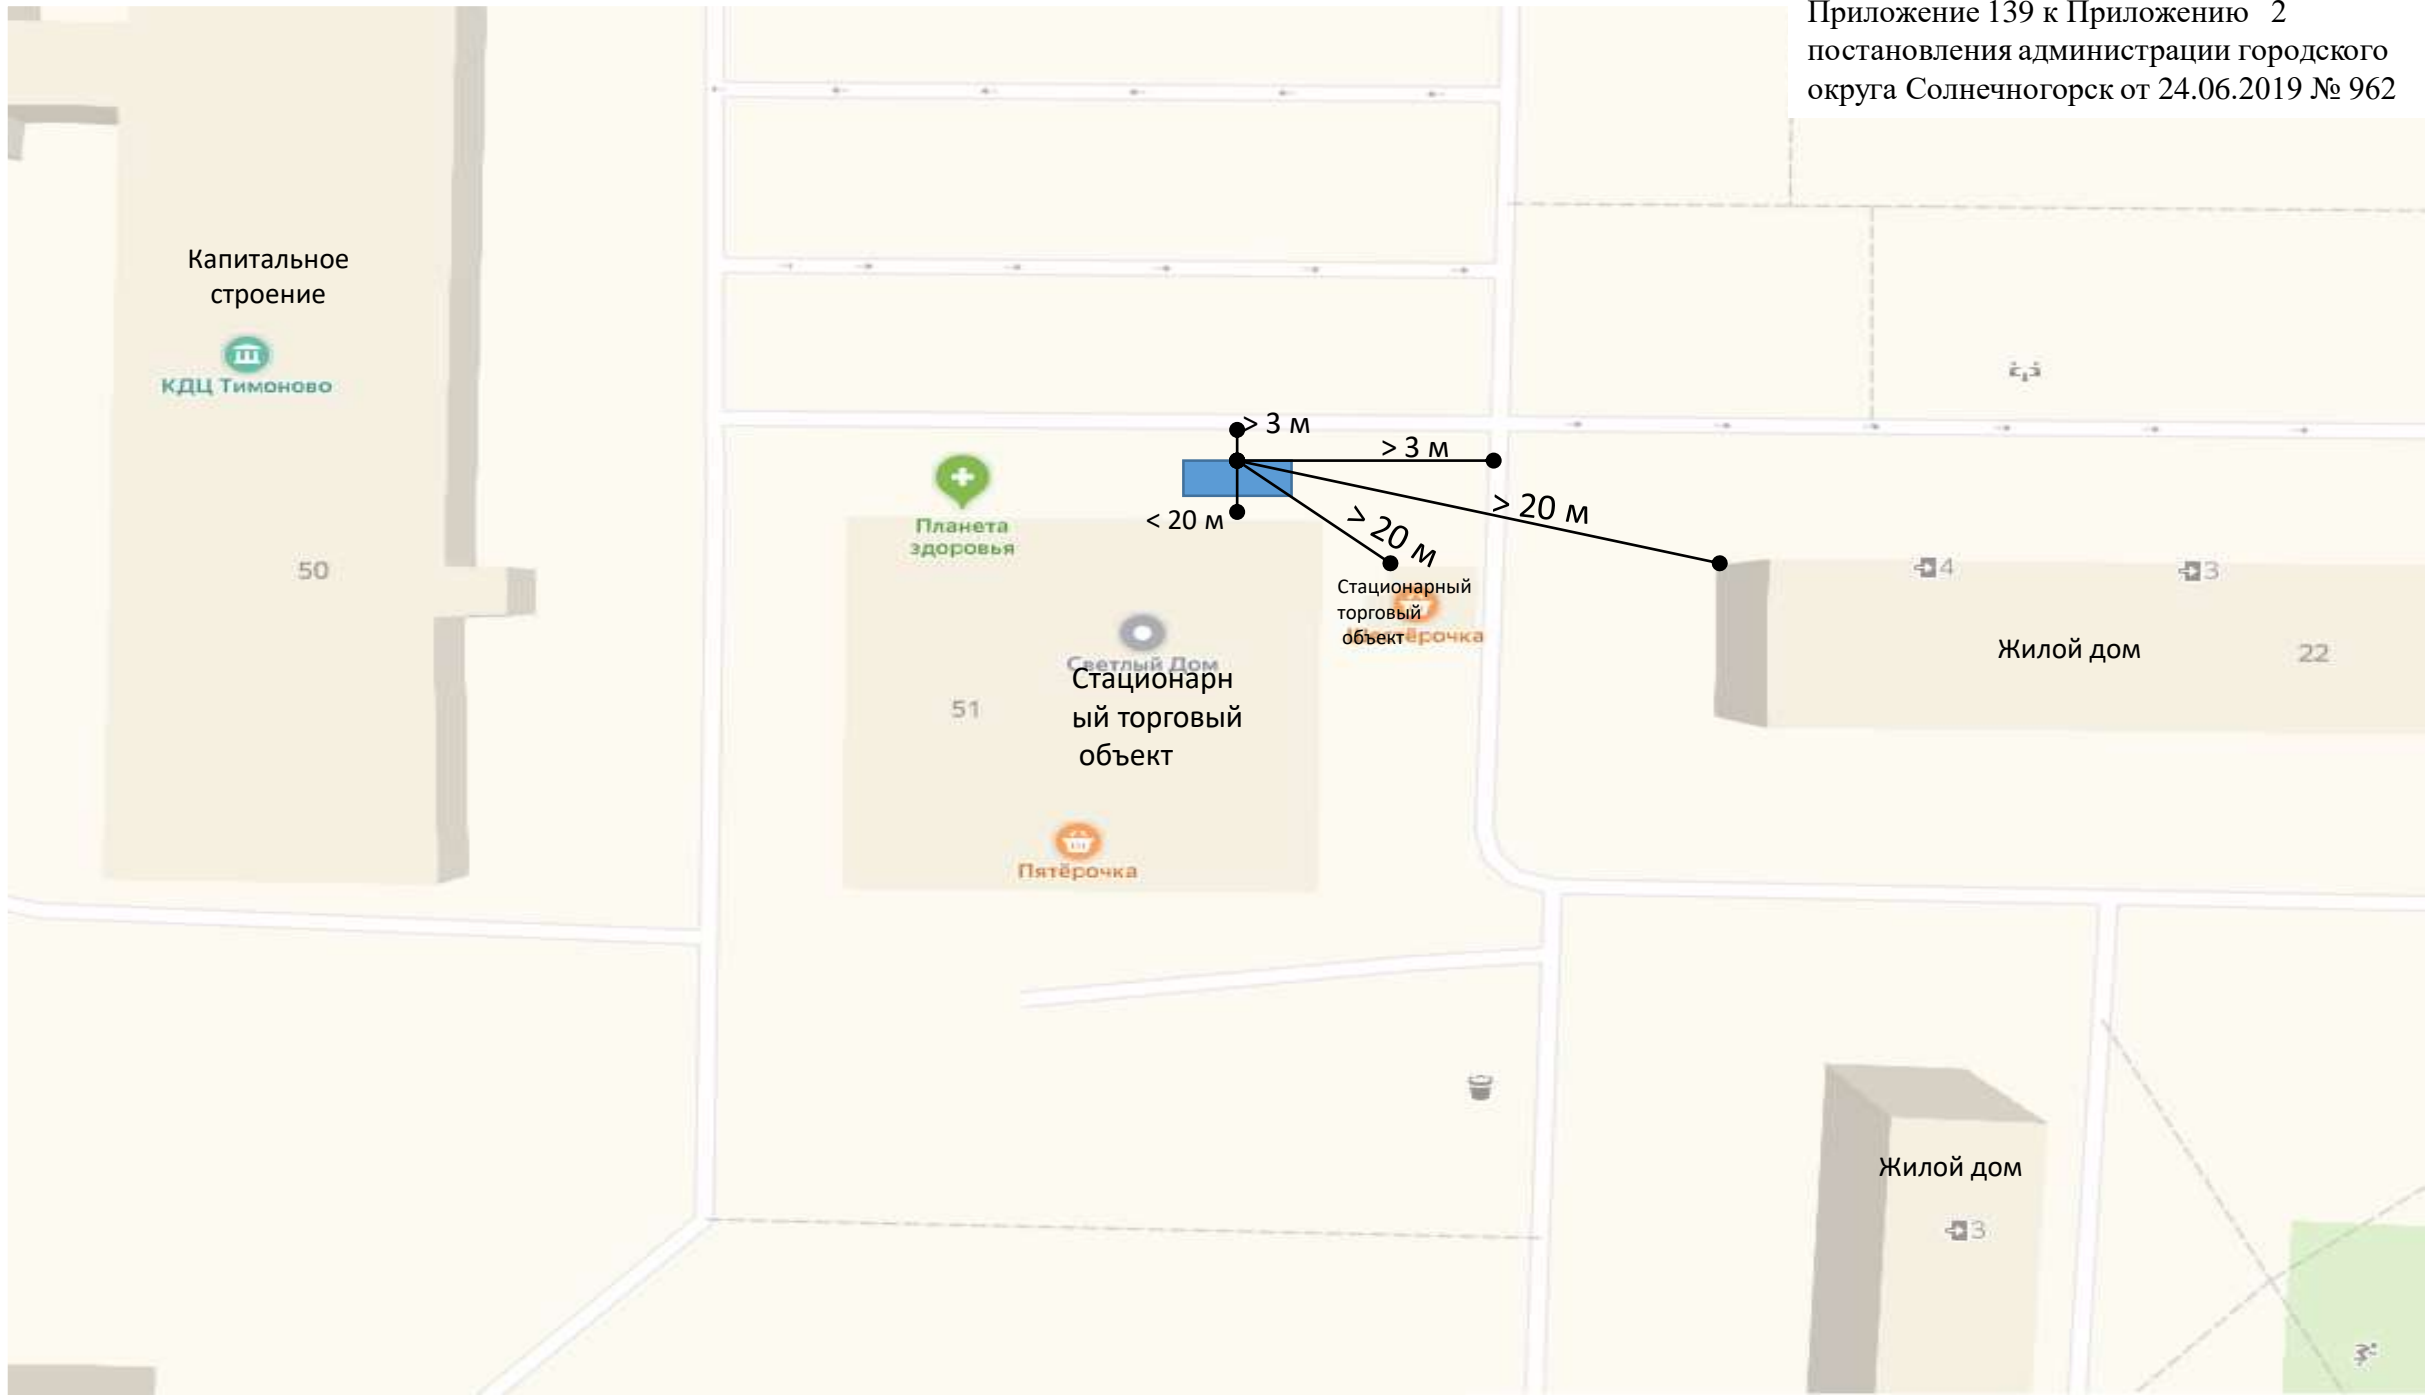 Приложение 139 к Приложению 2
постановления администрации городского
округа Солнечногорск от 24.06.2019 № 962
Капитальное
строение
КДЦ Тимоново
50
> 3 м
> 3 м
< 20 м
> 20 м
> 20 м
Планета
здоровья
Стационарный
торговый
объект
Светлый Дом
Стационарн
ый торговый
объект
51
Пятёрочка
4
3
Жилой дом
22
Жилой дом
3